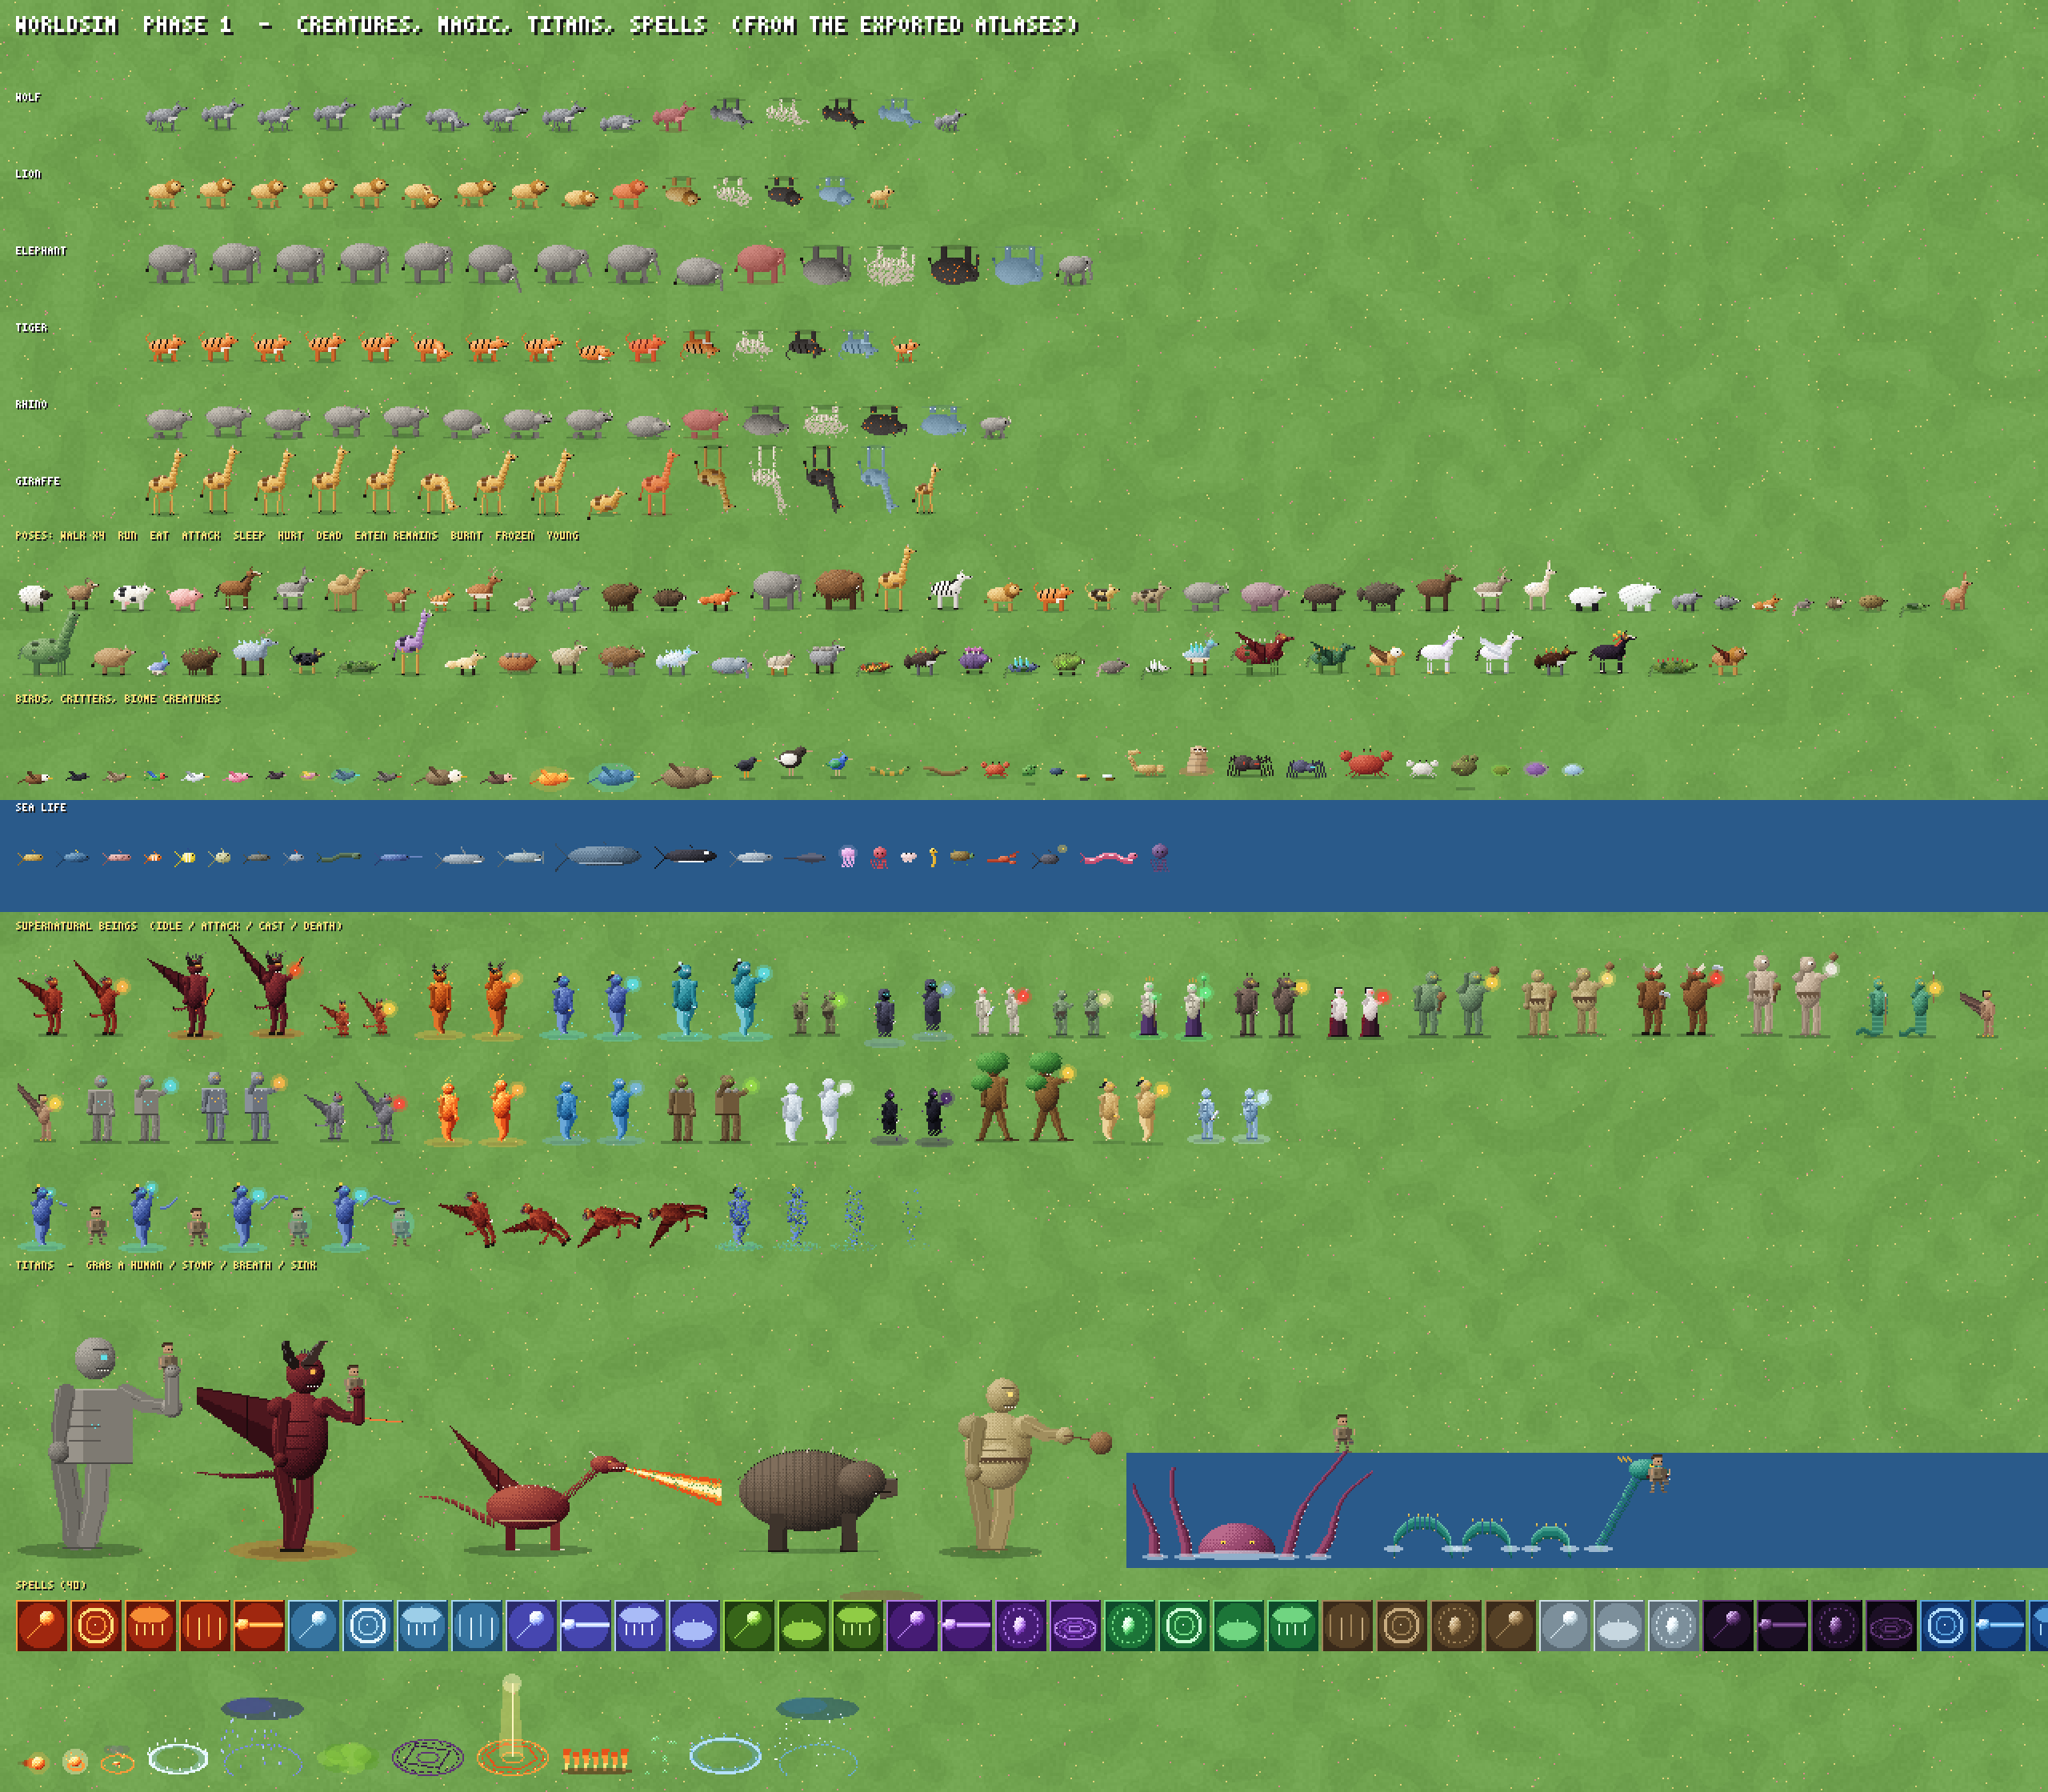 WORLDSIM PHASE 1 - CREATURES, MAGIC, TITANS, SPELLS (FROM THE EXPORTED ATLASES)
WOLF
LION
ELEPHANT
TIGER
RHINO
GIRAFFE
POSES: WALK X4 RUN EAT ATTACK SLEEP HURT DEAD EATEN REMAINS BURNT FROZEN YOUNG
BIRDS, CRITTERS, BIOME CREATURES
SEA LIFE
SUPERNATURAL BEINGS (IDLE / ATTACK / CAST / DEATH)
TITANS - GRAB A HUMAN / STOMP / BREATH / SINK
SPELLS (40)